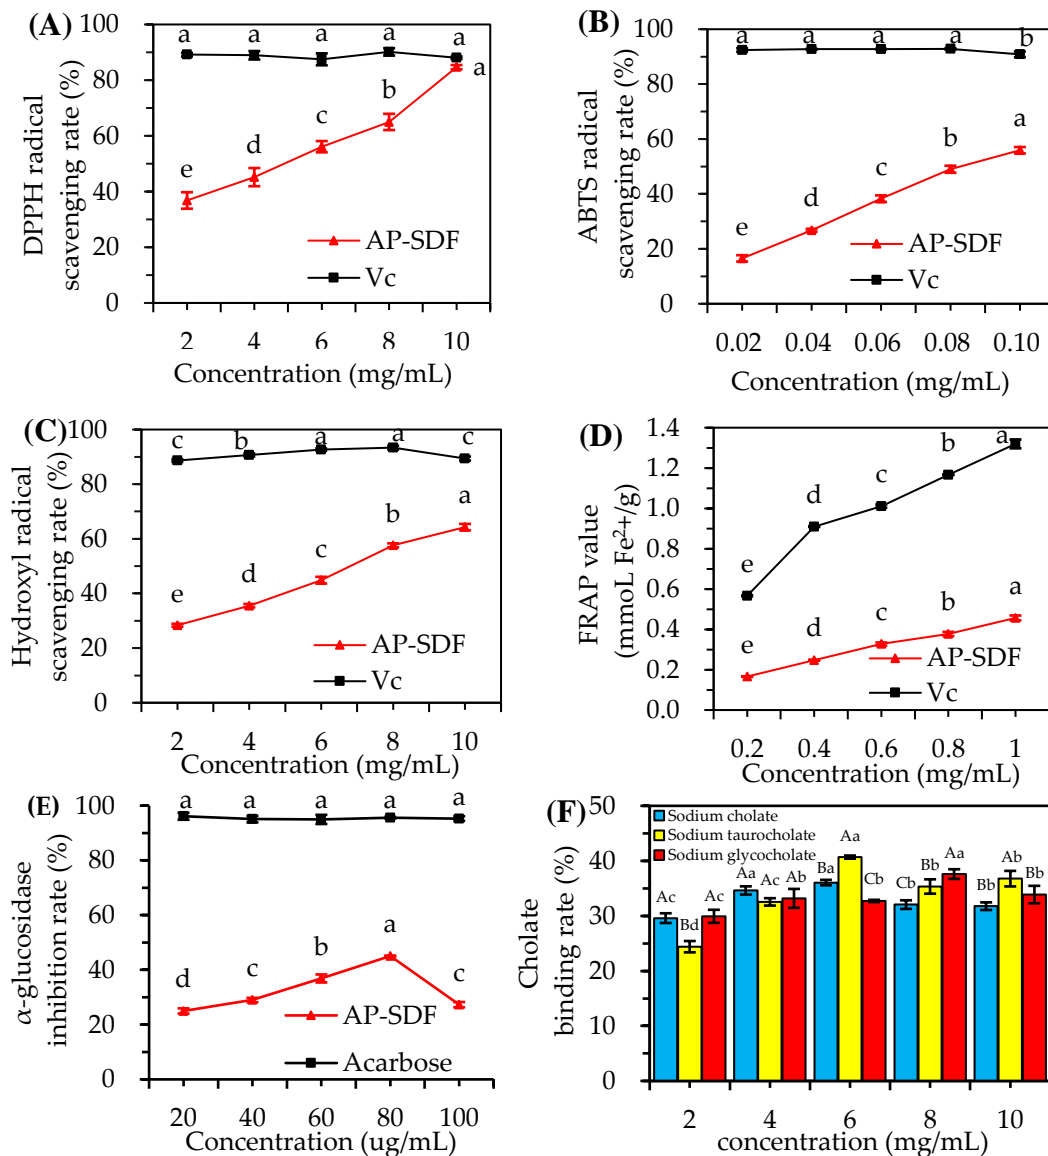 (A)
DPPH radical
scavenging rate (%)
100
80
60
40
20
0
a a a a a
e d c b a
AP-SDF
Vc
2 4 6 8 10
Concentration (mg/mL)
(B)
ABTS radical
scavenging rate (%)
100
80
60
40
20
0
a a a a b
e d c b a
AP-SDF
Vc
0.02 0.04 0.06 0.08 0.10
Concentration (mg/mL)
(C)
Hydroxyl radical
scavenging rate (%)
100
80
60
40
20
0
c b a a c
e d c b a
AP-SDF
Vc
2 4 6 8 10
Concentration (mg/mL)
(D)
FRAP value
(mmoL Fe²⁺/g)
1.4
1.2
1.0
0.8
0.6
0.4
0.2
0.0
e d c b a
e d c b a
AP-SDF
Vc
0.2 0.4 0.6 0.8 1
Concentration (mg/mL)
(E)
α-glucosidase
inhibition rate (%)
100
80
60
40
20
0
a a a a a
d c b a c
AP-SDF
Acarbose
20 40 60 80 100
Concentration (ug/mL)
(F)
Cholate
binding rate (%)
50
40
30
20
10
0
Sodium cholate
Sodium taurocholate
Sodium glycocholate
Ac Bd Ac Aa Ac Ab Ba Aa Cb Cb Bb Aa Bb Ab Bb
2 4 6 8 10
concentration (mg/mL)